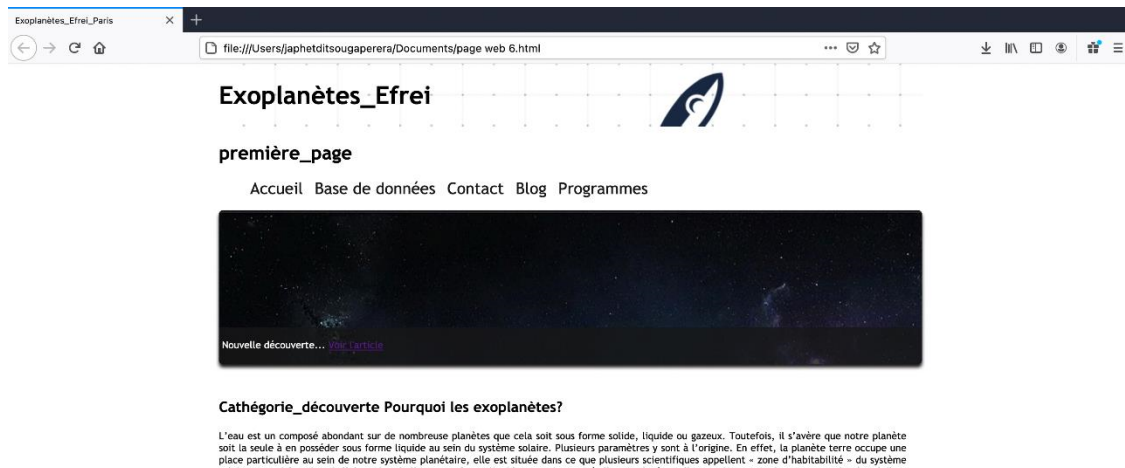 Exoplanètes_Efrei_Paris
file:///Users/japhetditsougaperera/Documents/page web 6.html
Exoplanètes_Efrei
première_page
Accueil Base de données Contact Blog Programmes
Nouvelle découverte... Voir l'article
Cathégorie_découverte Pourquoi les exoplanètes?
L'eau est un composé abondant sur de nombreuse planètes que cela soit sous forme solide, liquide ou gazeux. Toutefois, il s'avère que notre planète
soit la seule à en posséder sous forme liquide au sein du système solaire. Plusieurs paramètres y sont à l'origine. En effet, la planète terre occupe une
place particulière au sein de notre système planétaire, elle est située dans ce que plusieurs scientifiques appellent « zone d'habitabilité » du système